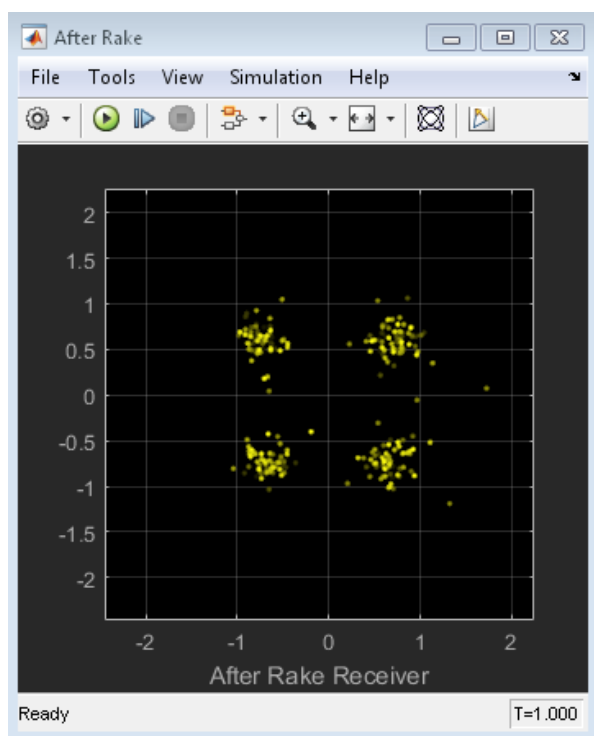 After Rake
File Tools View Simulation Help
2
1.5
1
0.5
0
-0.5
-1
-1.5
-2
-2 -1 0 1 2
After Rake Receiver
Ready T=1.000